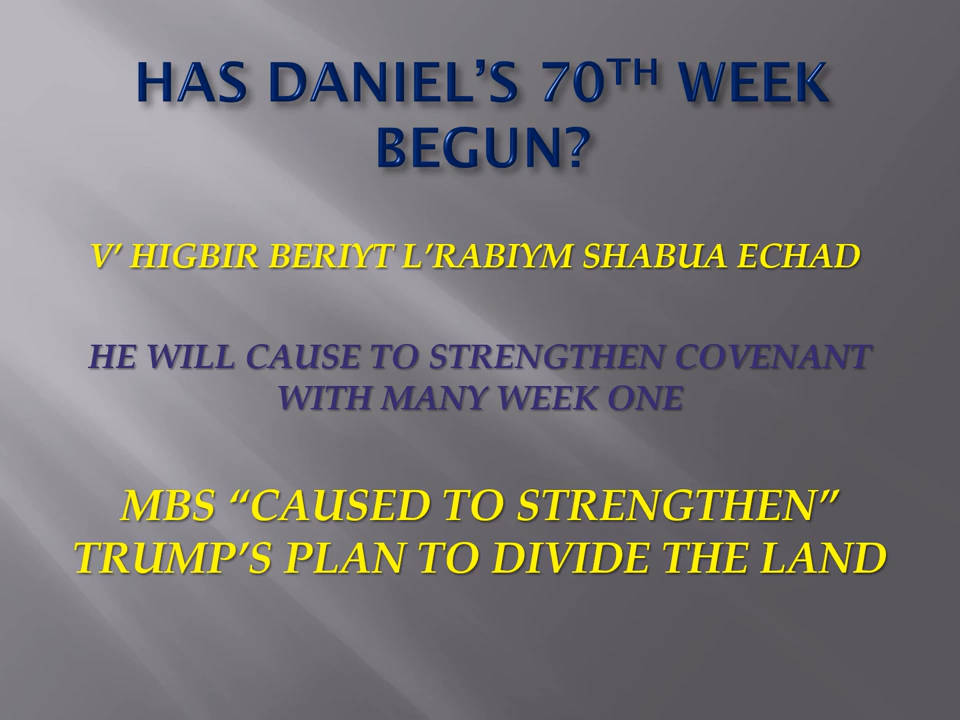 HAS DANIEL’S 70TH WEEK
BEGUN?
V’ HIGBIR BERIYT L’RABIYM SHABUA ECHAD
HE WILL CAUSE TO STRENGTHEN COVENANT
WITH MANY WEEK ONE
MBS “CAUSED TO STRENGTHEN”
TRUMP’S PLAN TO DIVIDE THE LAND